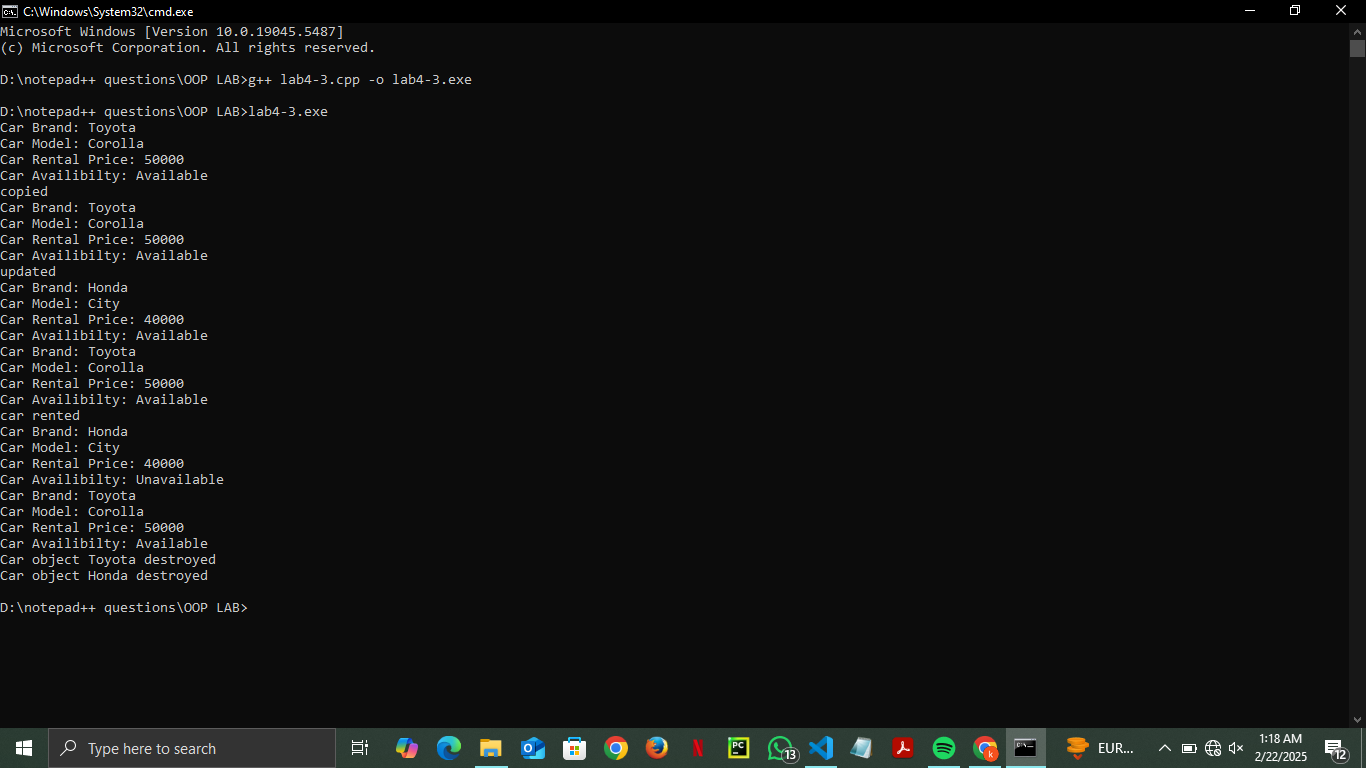 C:\Windows\System32\cmd.exe
Microsoft Windows [Version 10.0.19045.5487]
(c) Microsoft Corporation. All rights reserved.
D:\notepad++ questions\OOP LAB>g++ lab4-3.cpp -o lab4-3.exe
D:\notepad++ questions\OOP LAB>lab4-3.exe
Car Brand: Toyota
Car Model: Corolla
Car Rental Price: 50000
Car Availibilty: Available
copied
Car Brand: Toyota
Car Model: Corolla
Car Rental Price: 50000
Car Availibilty: Available
updated
Car Brand: Honda
Car Model: City
Car Rental Price: 40000
Car Availibilty: Available
Car Brand: Toyota
Car Model: Corolla
Car Rental Price: 50000
Car Availibilty: Available
car rented
Car Brand: Honda
Car Model: City
Car Rental Price: 40000
Car Availibilty: Unavailable
Car Brand: Toyota
Car Model: Corolla
Car Rental Price: 50000
Car Availibilty: Available
Car object Toyota destroyed
Car object Honda destroyed
D:\notepad++ questions\OOP LAB>
Type here to search
PC
13
k
EUR...
1:18 AM
2/22/2025
12